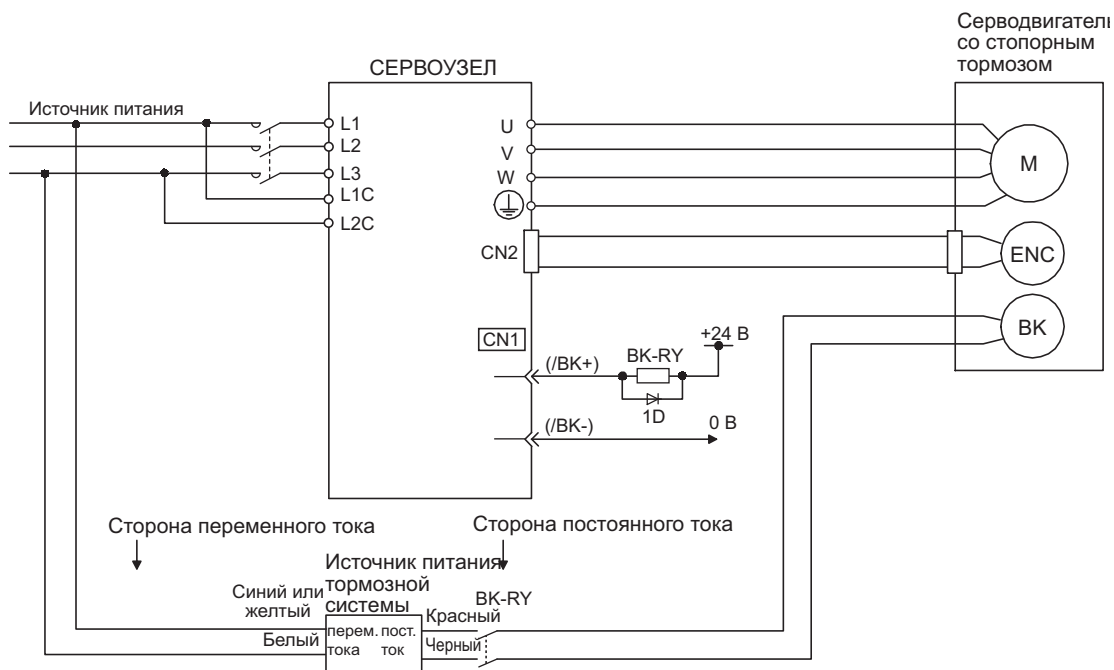 Серводвигатель
со стопорным
тормозом
СЕРВОУЗЕЛ
Источник питания
L1
L2
L3
L1C
L2C
U
V
W
CN2
CN1
M
ENC
BK
(/BK+)
BK-RY
+24 В
1D
(/BK-)
0 В
Сторона переменного тока
Сторона постоянного тока
Источник питания
тормозной
системы
Синий или
желтый
Белый
перем.
тока
пост.
ток
Красный
Черный
BK-RY